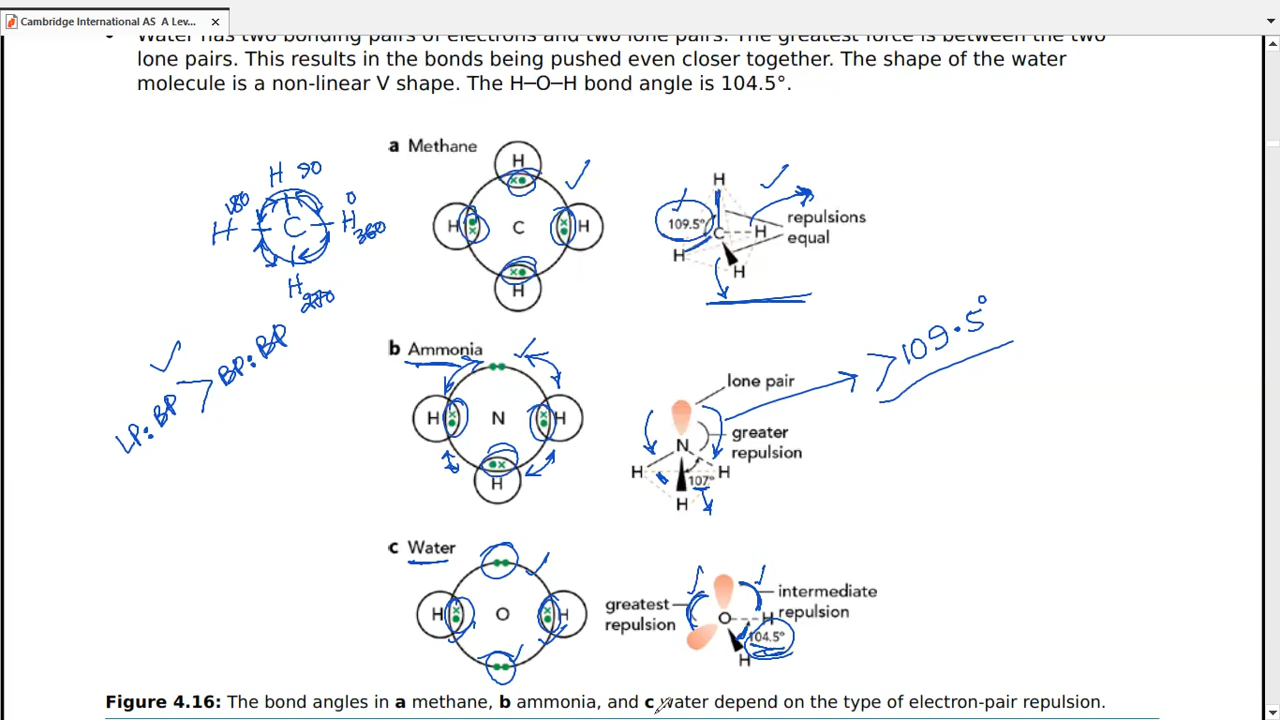 Cambridge International AS A Lev...
Water has two bonding pairs of electrons and two lone pairs. The greatest force is between the two
lone pairs. This results in the bonds being pushed even closer together. The shape of the water
molecule is a non-linear V shape. The H–O–H bond angle is 104.5°.
a Methane
H
H C H
H
H 90
180 0
H C H
360
H
270
H
109.5°
C H
H
H
repulsions
equal
LP:BP > BP:BP
b Ammonia
H N H
H
lone pair
N
greater
repulsion
H H
107°
H
>109.5°
c Water
H O H
greatest
repulsion
O H
104.5°
H
intermediate
repulsion
Figure 4.16: The bond angles in a methane, b ammonia, and c water depend on the type of electron-pair repulsion.